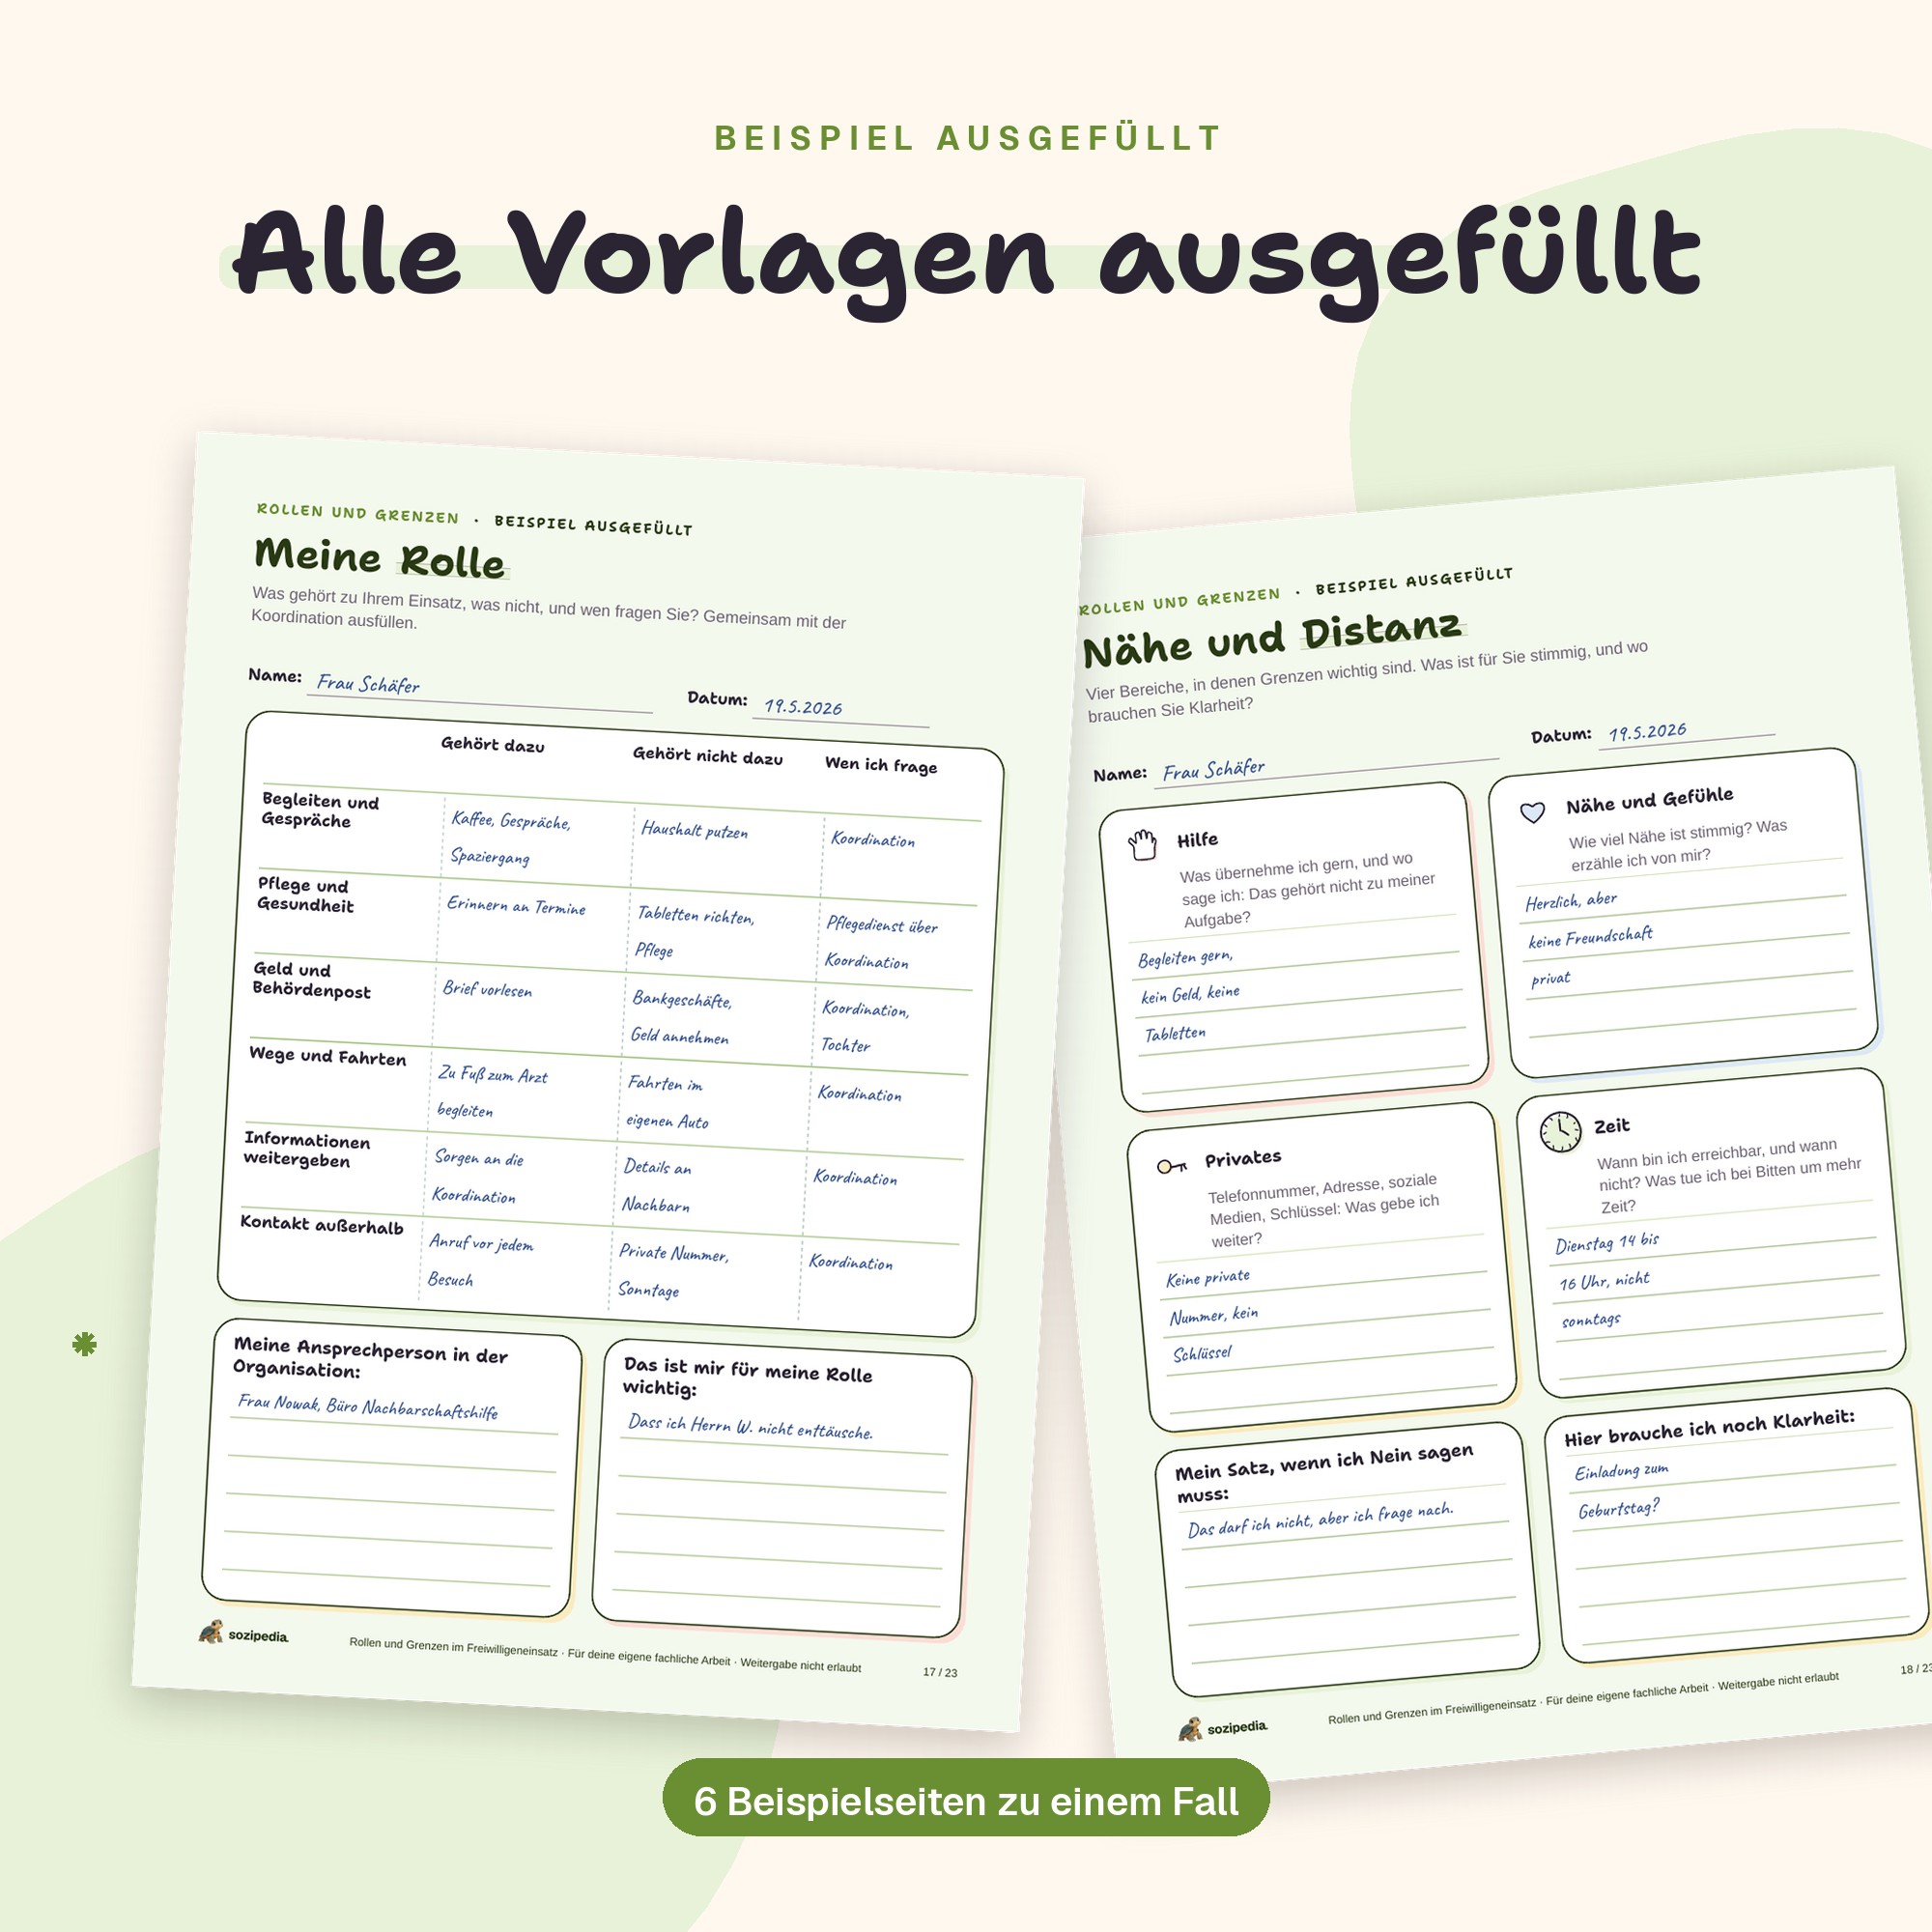 BEISPIEL AUSGEFÜLLT
Alle Vorlagen ausgefüllt
ROLLEN UND GRENZEN · BEISPIEL AUSGEFÜLLT
Meine Rolle
Was gehört zu Ihrem Einsatz, was nicht, und wen fragen Sie? Gemeinsam mit der
Koordination ausfüllen.
Name: Frau Schäfer Datum: 19.5.2026
Gehört dazu Gehört nicht dazu Wen ich frage
Begleiten und
Gespräche
Kaffee, Gespräche,
Spaziergang
Haushalt putzen
Koordination
Pflege und
Gesundheit
Erinnern an Termine
Tabletten richten,
Pflege
Pflegedienst über
Koordination
Geld und
Behördenpost
Brief vorlesen
Bankgeschäfte,
Geld annehmen
Koordination,
Tochter
Wege und Fahrten
Zu Fuß zum Arzt
begleiten
Fahrten im
eigenen Auto
Koordination
Informationen
weitergeben
Sorgen an die
Koordination
Details an
Nachbarn
Koordination
Kontakt außerhalb
Anruf vor jedem
Besuch
Private Nummer,
Sonntage
Koordination
Meine Ansprechperson in der
Organisation:
Frau Nowak, Büro Nachbarschaftshilfe
Das ist mir für meine Rolle
wichtig:
Dass ich Herrn W. nicht enttäusche.
sozipedia
Rollen und Grenzen im Freiwilligeneinsatz · Für deine eigene fachliche Arbeit · Weitergabe nicht erlaubt
17 / 23
ROLLEN UND GRENZEN · BEISPIEL AUSGEFÜLLT
Nähe und Distanz
Vier Bereiche, in denen Grenzen wichtig sind. Was ist für Sie stimmig, und wo
brauchen Sie Klarheit?
Name: Frau Schäfer Datum: 19.5.2026
Hilfe
Was übernehme ich gern, und wo
sage ich: Das gehört nicht zu meiner
Aufgabe?
Begleiten gern,
kein Geld, keine
Tabletten
Nähe und Gefühle
Wie viel Nähe ist stimmig? Was
erzähle ich von mir?
Herzlich, aber
keine Freundschaft
privat
Privates
Telefonnummer, Adresse, soziale
Medien, Schlüssel: Was gebe ich
weiter?
Keine private
Nummer, kein
Schlüssel
Zeit
Wann bin ich erreichbar, und wann
nicht? Was tue ich bei Bitten um mehr
Zeit?
Dienstag 14 bis
16 Uhr, nicht
sonntags
Mein Satz, wenn ich Nein sagen
muss:
Das darf ich nicht, aber ich frage nach.
Hier brauche ich noch Klarheit:
Einladung zum
Geburtstag?
sozipedia
Rollen und Grenzen im Freiwilligeneinsatz · Für deine eigene fachliche Arbeit · Weitergabe nicht erlaubt
18 / 23
6 Beispielseiten zu einem Fall